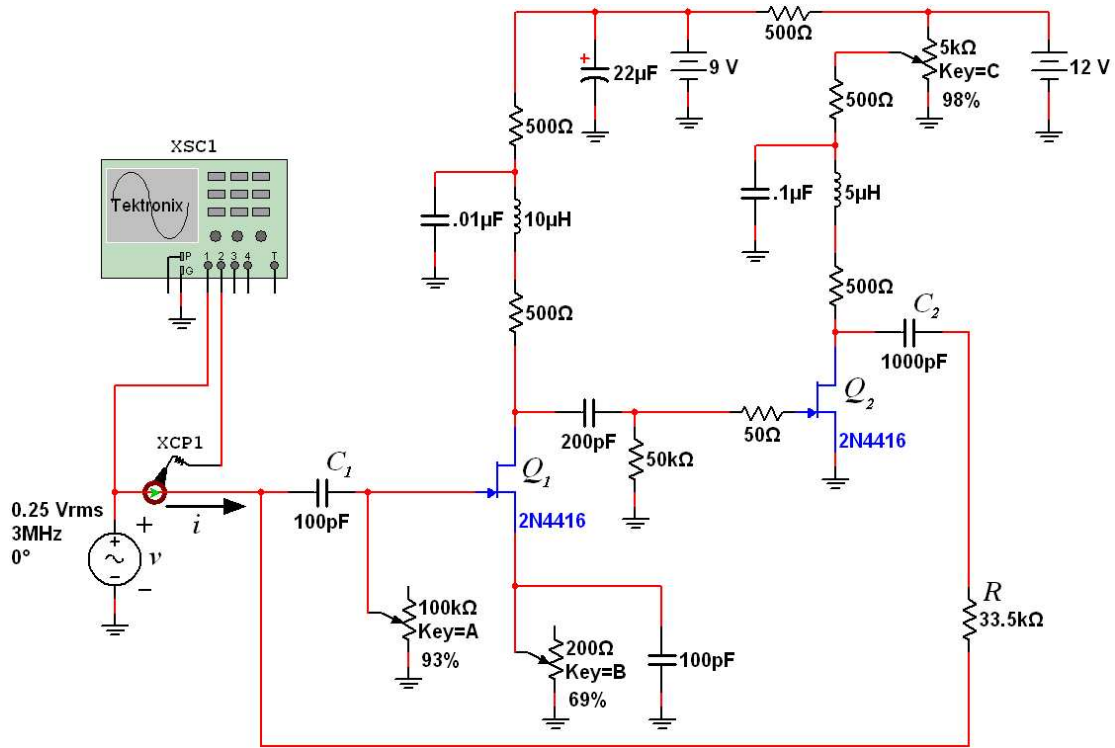 500Ω
22µF
9 V
5kΩ
Key=C
98%
12 V
500Ω
500Ω
XSC1
Tektronix
P
G
1 2 3 4 T
.01µF
10µH
.1µF
5µH
500Ω
500Ω
C2
1000pF
Q2
2N4416
XCP1
C1
100pF
Q1
2N4416
200pF
50kΩ
50Ω
0.25 Vrms
3MHz
0°
+
v
−
i
100kΩ
Key=A
93%
200Ω
Key=B
69%
100pF
R
33.5kΩ